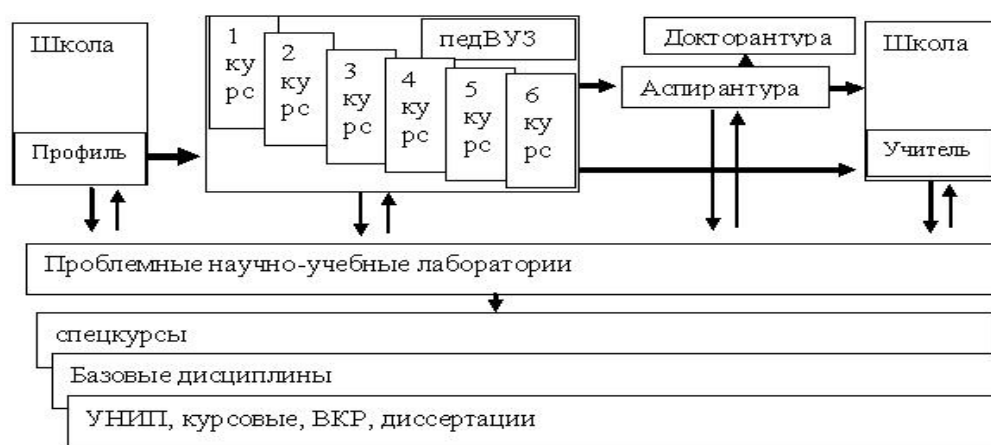 Школа
Профиль
1
ку
рс
2
ку
рс
3
ку
рс
4
ку
рс
5
ку
рс
6
ку
рс
педВУЗ
Докторантура
Аспирантура
Школа
Учитель
Проблемные научно-учебные лаборатории
спецкурсы
Базовые дисциплины
УНИП, курсовые, ВКР, диссертации